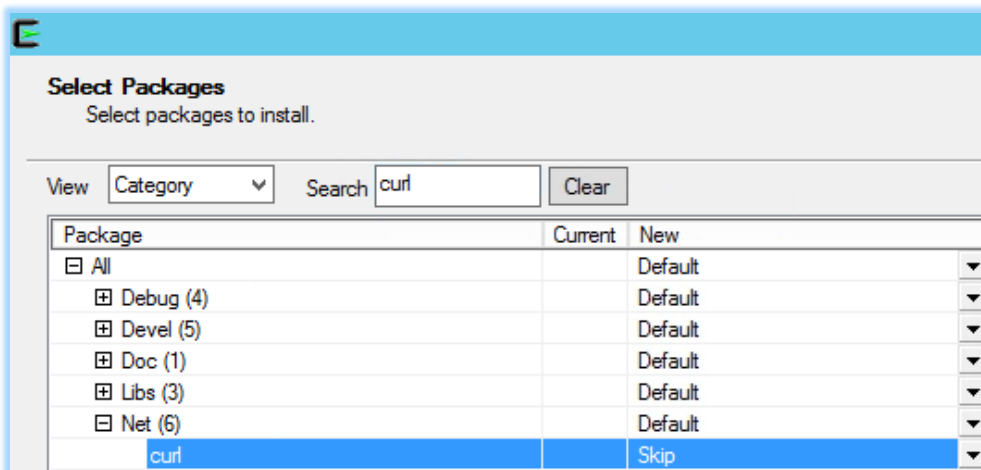 Select Packages
Select packages to install.
View Category Search curl Clear
Package Current New
All Default
Debug (4) Default
Devel (5) Default
Doc (1) Default
Libs (3) Default
Net (6) Default
curl Skip